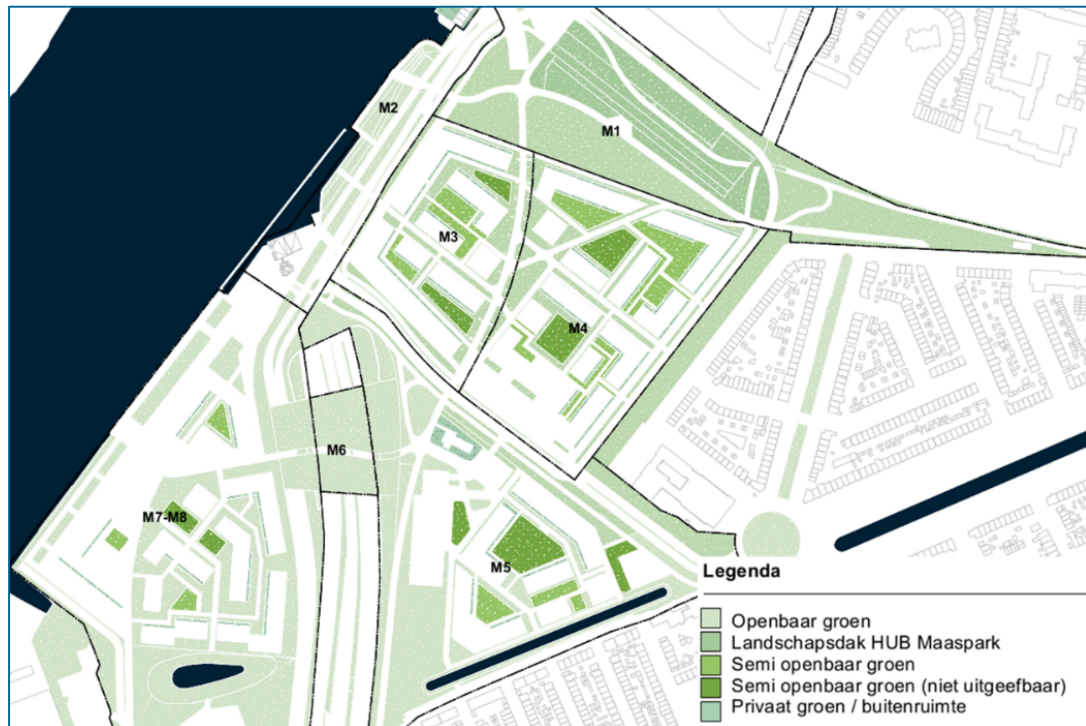 M2
M1
M3
M4
M6
M7-M8
M5
Legenda
Openbaar groen
Landschapsdak HUB Maaspark
Semi openbaar groen
Semi openbaar groen (niet uitgeefbaar)
Privaat groen / buitenruimte